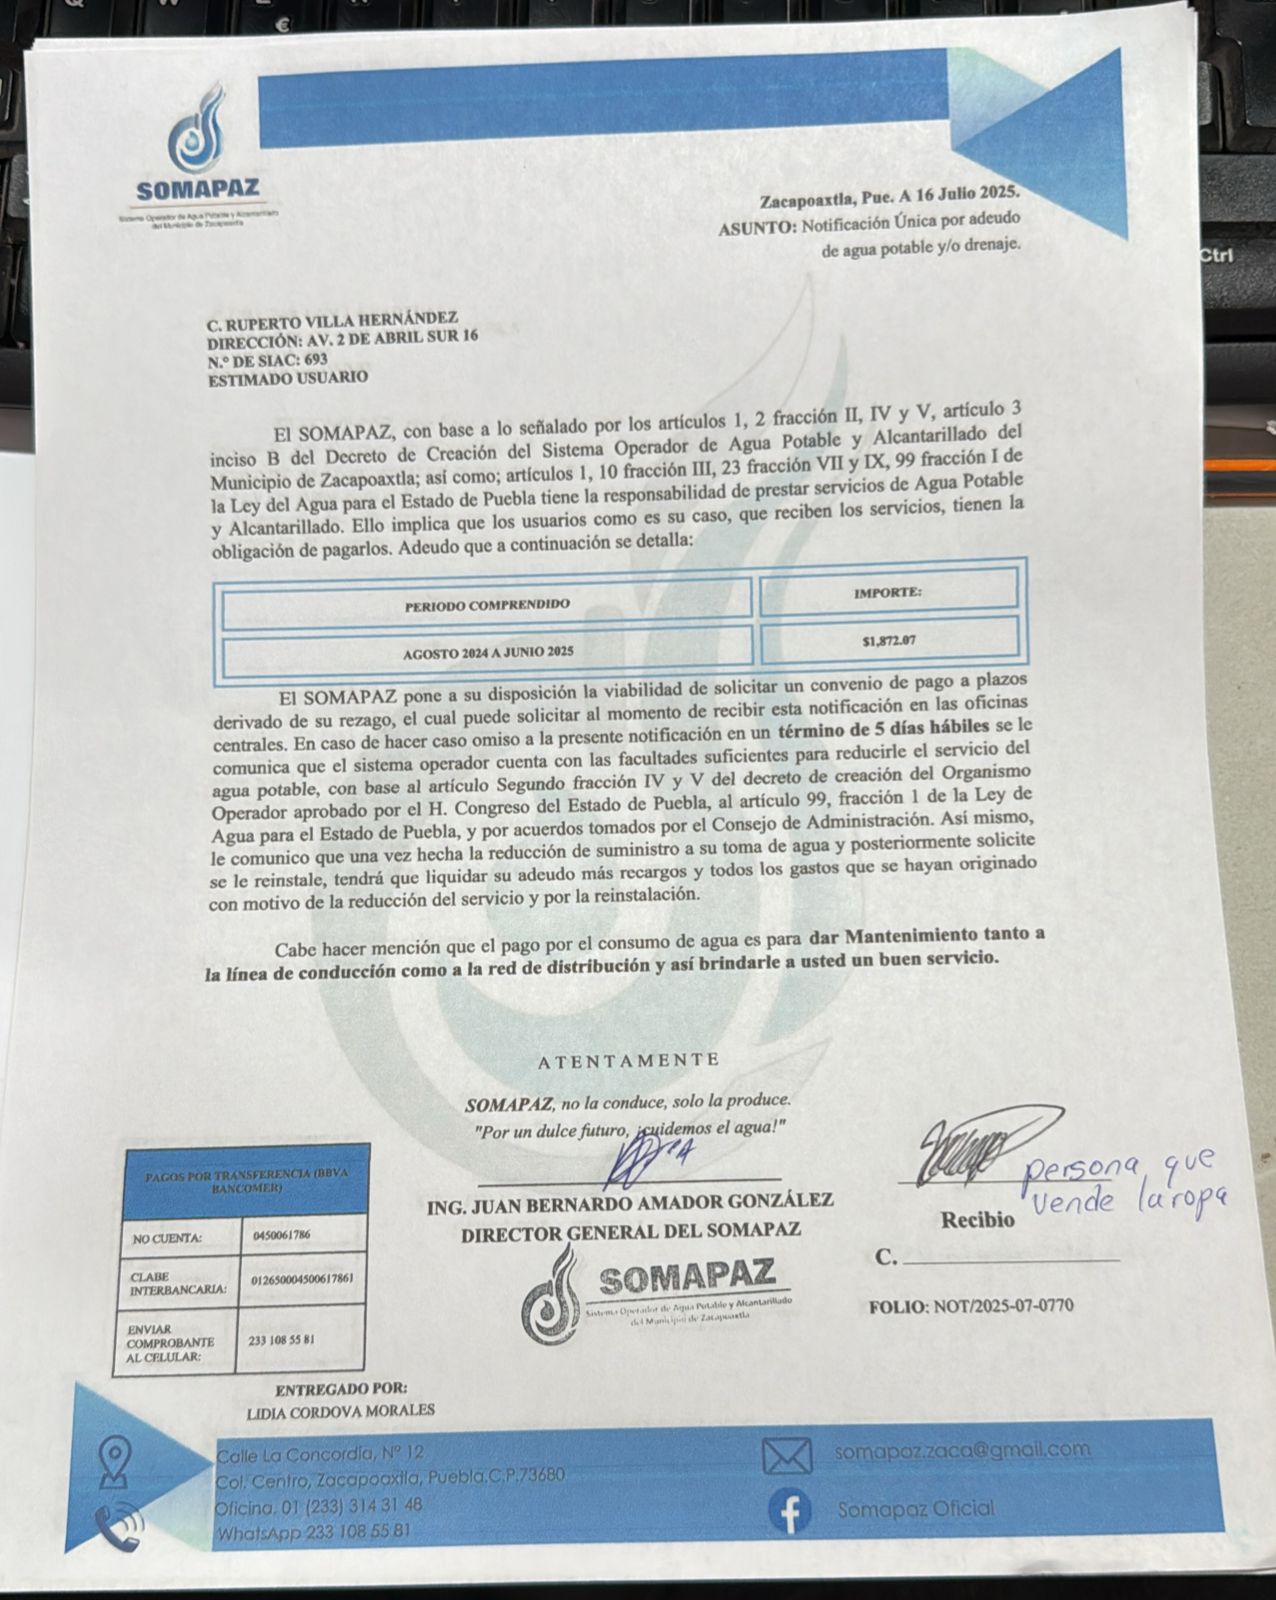 SOMAPAZ
Sistema Operador de Agua Potable y Alcantarillado
del Municipio de Zacapoaxtla
Zacapoaxtla, Pue. A 16 Julio 2025.
ASUNTO: Notificación Única por adeudo
de agua potable y/o drenaje.
C. RUPERTO VILLA HERNÁNDEZ
DIRECCIÓN: AV. 2 DE ABRIL SUR 16
N.º DE SIAC: 693
ESTIMADO USUARIO
El SOMAPAZ, con base a lo señalado por los artículos 1, 2 fracción II, IV y V, artículo 3
inciso B del Decreto de Creación del Sistema Operador de Agua Potable y Alcantarillado del
Municipio de Zacapoaxtla; así como; artículos 1, 10 fracción III, 23 fracción VII y IX, 99 fracción I de
la Ley del Agua para el Estado de Puebla tiene la responsabilidad de prestar servicios de Agua Potable
y Alcantarillado. Ello implica que los usuarios como es su caso, que reciben los servicios, tienen la
obligación de pagarlos. Adeudo que a continuación se detalla:
PERIODO COMPRENDIDO IMPORTE:
AGOSTO 2024 A JUNIO 2025 $1,872.07
El SOMAPAZ pone a su disposición la viabilidad de solicitar un convenio de pago a plazos
derivado de su rezago, el cual puede solicitar al momento de recibir esta notificación en las oficinas
centrales. En caso de hacer caso omiso a la presente notificación en un término de 5 días hábiles se le
comunica que el sistema operador cuenta con las facultades suficientes para reducirle el servicio del
agua potable, con base al artículo Segundo fracción IV y V del decreto de creación del Organismo
Operador aprobado por el H. Congreso del Estado de Puebla, al artículo 99, fracción 1 de la Ley de
Agua para el Estado de Puebla, y por acuerdos tomados por el Consejo de Administración. Así mismo,
le comunico que una vez hecha la reducción de suministro a su toma de agua y posteriormente solicite
se le reinstale, tendrá que liquidar su adeudo más recargos y todos los gastos que se hayan originado
con motivo de la reducción del servicio y por la reinstalación.
Cabe hacer mención que el pago por el consumo de agua es para dar Mantenimiento tanto a
la línea de conducción como a la red de distribución y así brindarle a usted un buen servicio.
ATENTAMENTE
SOMAPAZ, no la conduce, solo la produce.
"Por un dulce futuro, ¡cuidemos el agua!"
ING. JUAN BERNARDO AMADOR GONZÁLEZ
DIRECTOR GENERAL DEL SOMAPAZ
SOMAPAZ
Sistema Operador de Agua Potable y Alcantarillado
del Municipio de Zacapoaxtla
persona que
vende la ropa
Recibio
C.
FOLIO: NOT/2025-07-0770
PAGOS POR TRANSFERENCIA (BBVA
BANCOMER)
NO CUENTA: 0450061786
CLABE
INTERBANCARIA: 012650004500617861
ENVIAR
COMPROBANTE
AL CELULAR: 233 108 55 81
ENTREGADO POR:
LIDIA CORDOVA MORALES
Calle La Concordia, Nº 12
Col. Centro, Zacapoaxtla, Puebla.C.P.73680
Oficina. 01 (233) 314 31 48
WhatsApp 233 108 55 81
somapaz.zaca@gmail.com
Somapaz Oficial
Ctrl